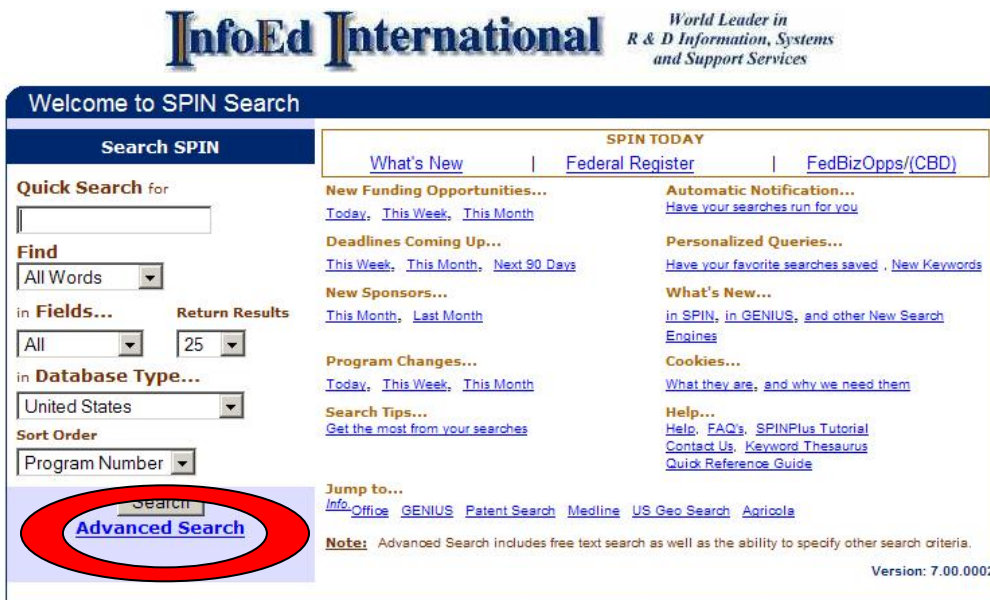 InfoEd International
World Leader in
R & D Information, Systems
and Support Services
Welcome to SPIN Search
Search SPIN
Quick Search for
Find
All Words
in Fields... Return Results
All 25
in Database Type...
United States
Sort Order
Program Number
Search
Advanced Search
SPIN TODAY
What's New | Federal Register | FedBizOpps/(CBD)
New Funding Opportunities...
Today, This Week, This Month
Deadlines Coming Up...
This Week, This Month, Next 90 Days
New Sponsors...
This Month, Last Month
Program Changes...
Today, This Week, This Month
Search Tips...
Get the most from your searches
Automatic Notification...
Have your searches run for you
Personalized Queries...
Have your favorite searches saved , New Keywords
What's New...
in SPIN, in GENIUS, and other New Search
Engines
Cookies...
What they are, and why we need them
Help...
Help, FAQ's, SPINPlus Tutorial
Contact Us, Keyword Thesaurus
Quick Reference Guide
Jump to...
Info.Office GENIUS Patent Search Medline US Geo Search Agricola
Note: Advanced Search includes free text search as well as the ability to specify other search criteria.
Version: 7.00.0002